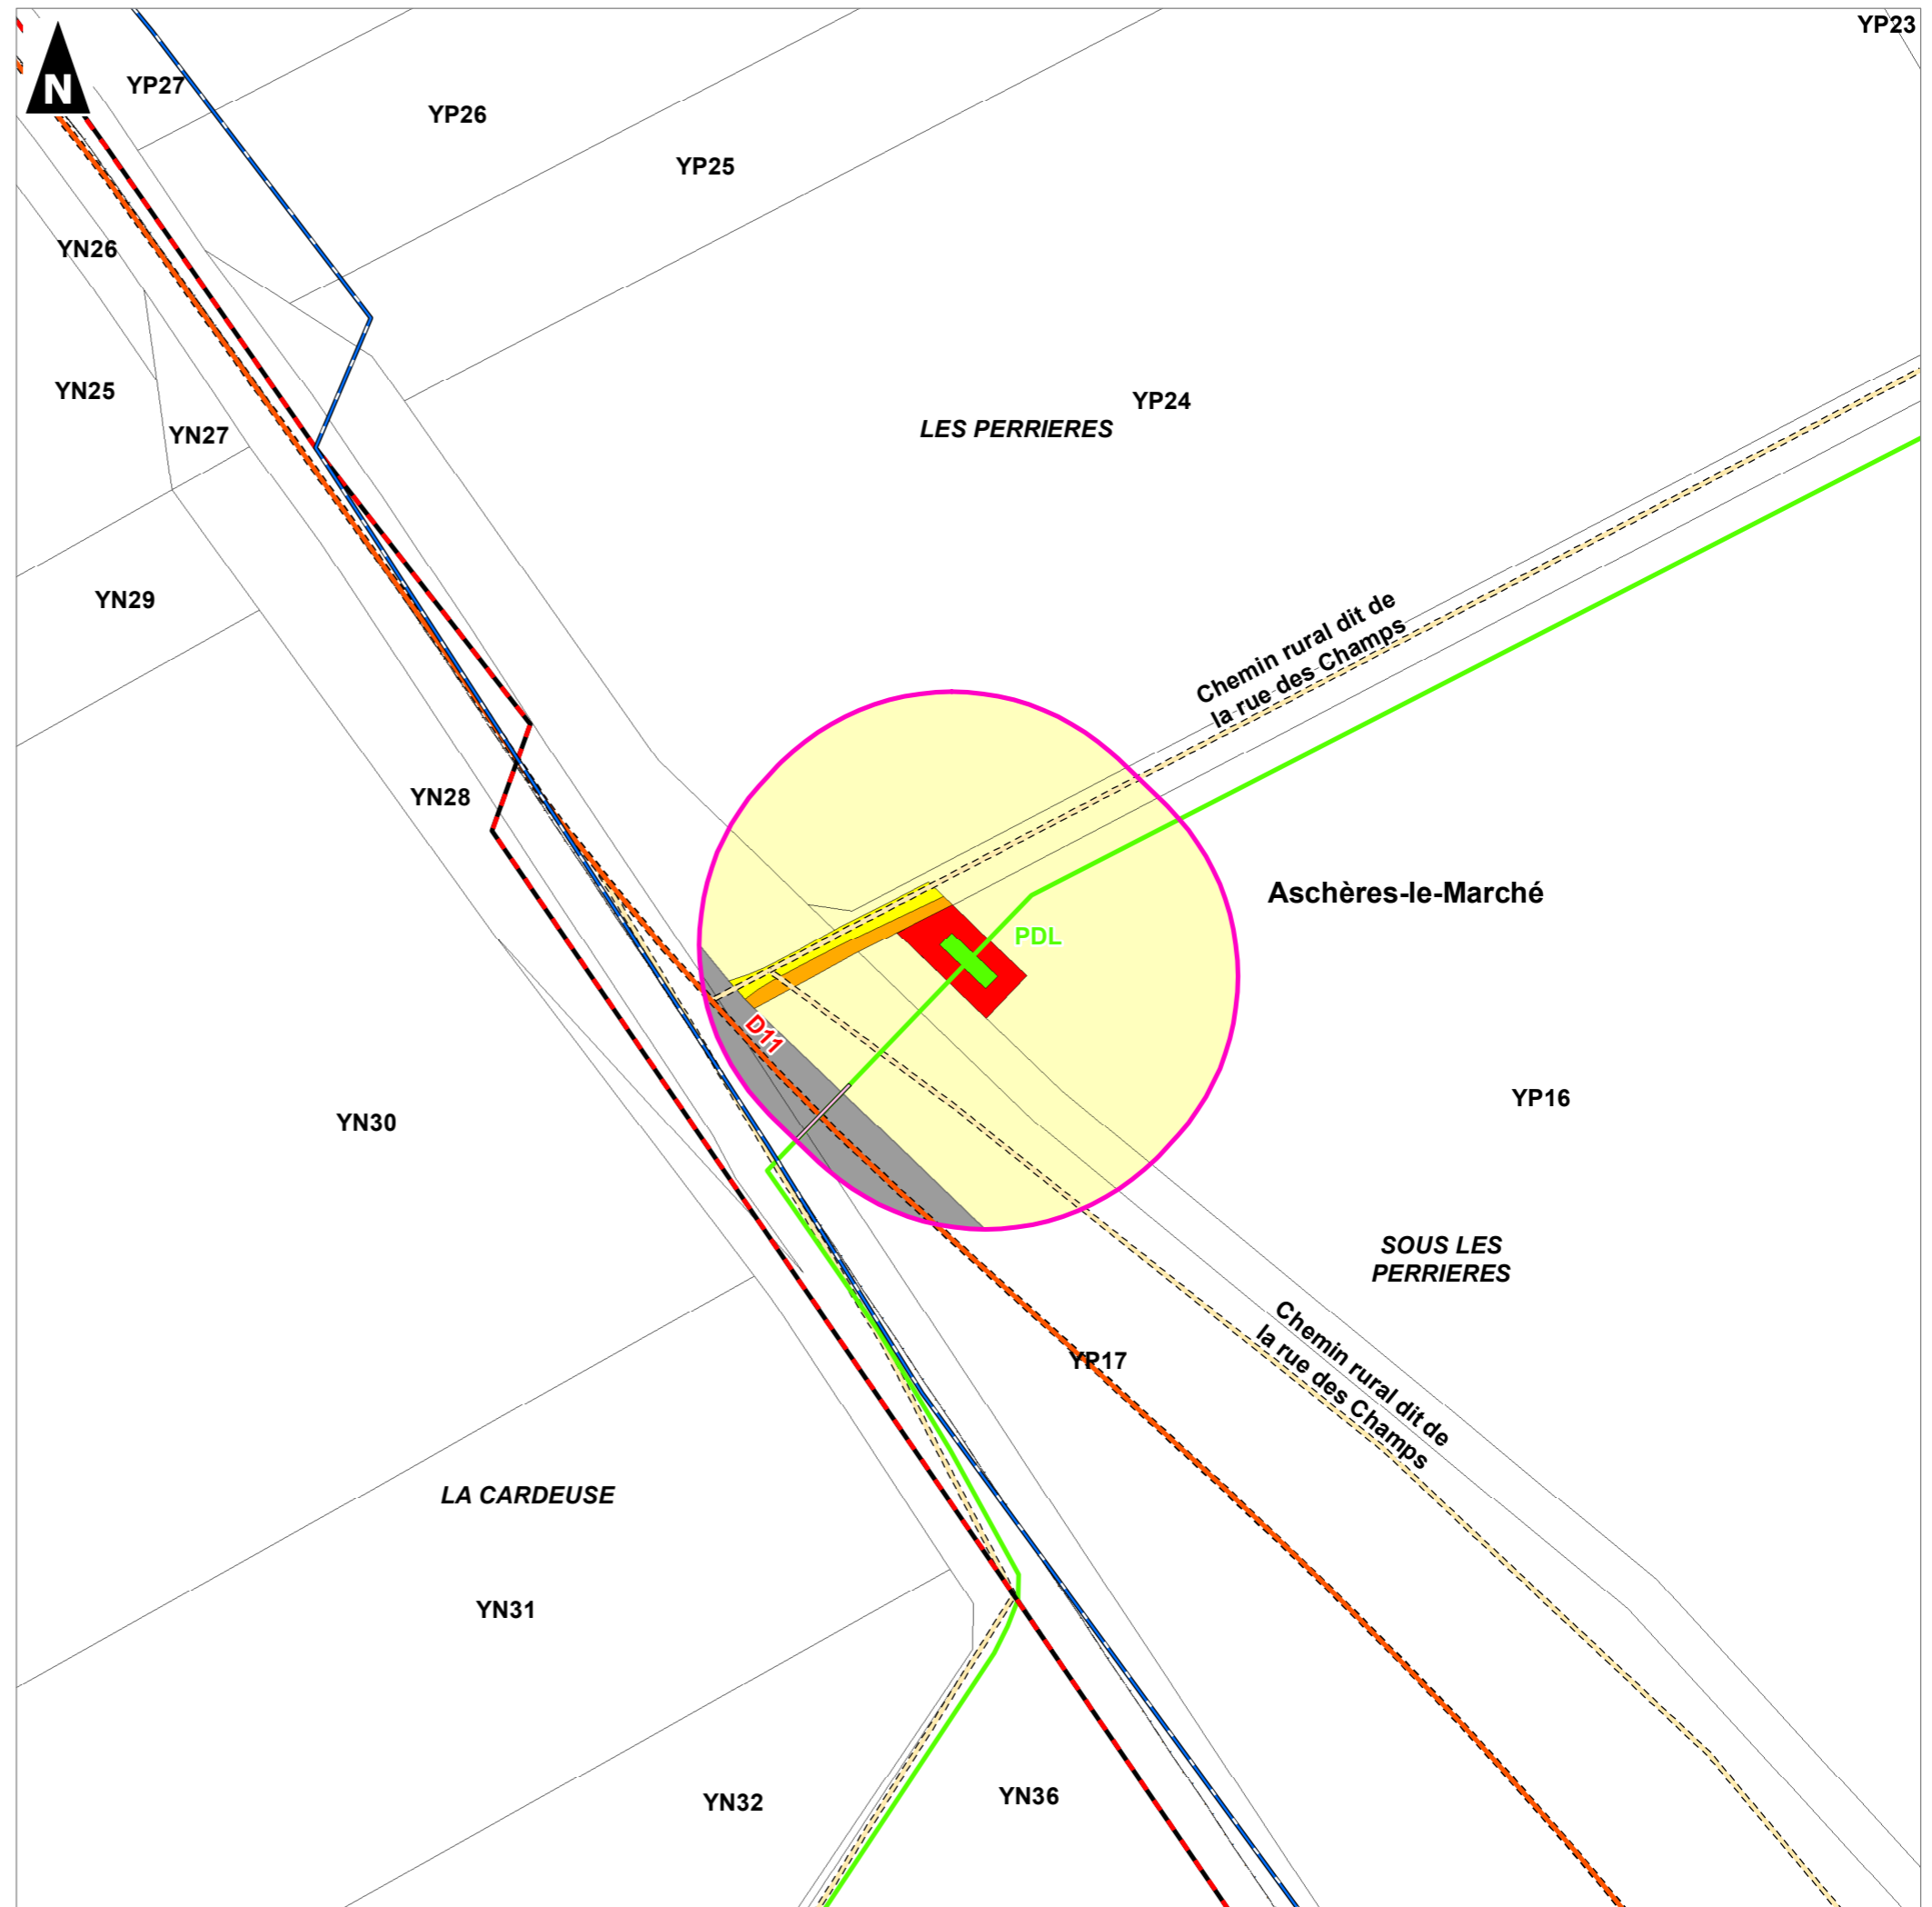 YP23
N
YP27
YP26
YP25
YN26
YN25
YP24
LES PERRIERES
YN27
YN29
Chemin rural dit de
la rue des Champs
YN28
Aschères-le-Marché
PDL
D11
YP16
YN30
SOUS LES
PERRIERES
Chemin rural dit de
la rue des Champs
YP17
LA CARDEUSE
YN31
YN36
YN32